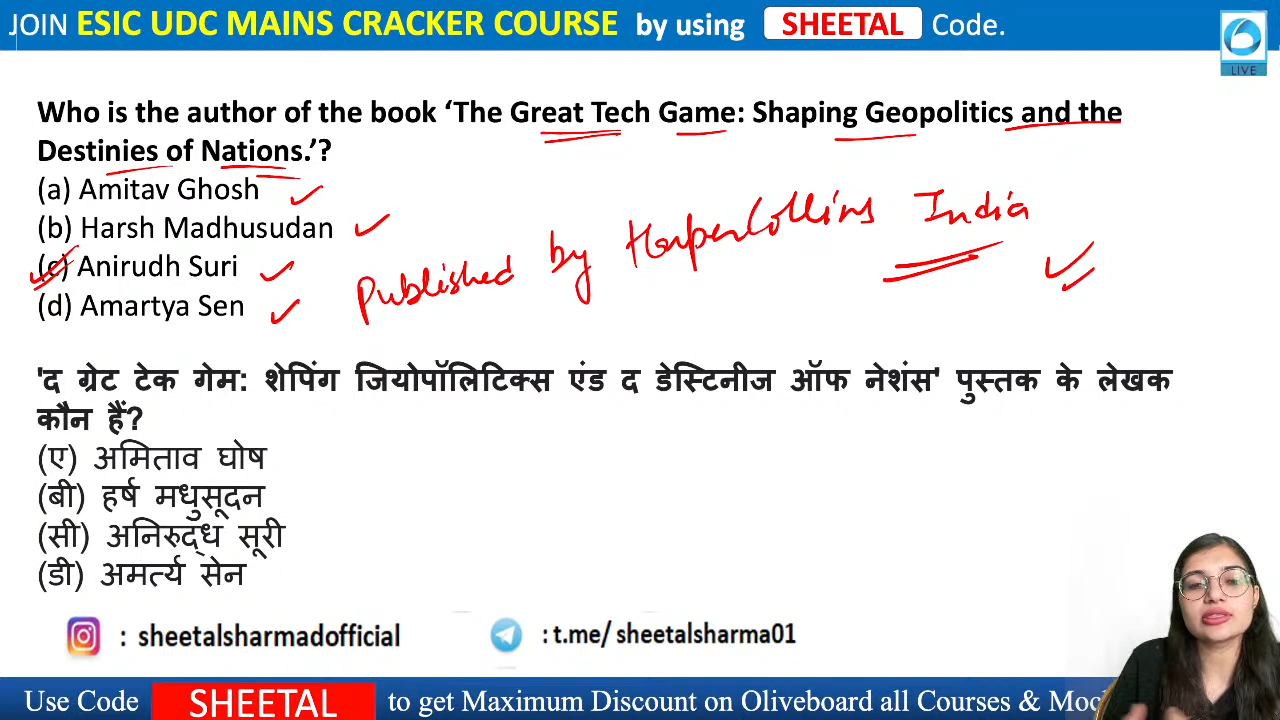 JOIN ESIC UDC MAINS CRACKER COURSE by using SHEETAL Code.
LIVE
Who is the author of the book ‘The Great Tech Game: Shaping Geopolitics and the
Destinies of Nations.’?
(a) Amitav Ghosh
(b) Harsh Madhusudan
(c) Anirudh Suri
(d) Amartya Sen
Published by HarperCollins India
'द ग्रेट टेक गेम: शेपिंग जियोपॉलिटिक्स एंड द डेस्टिनीज ऑफ नेशंस' पुस्तक के लेखक
कौन हैं?
(ए) अमिताव घोष
(बी) हर्ष मधुसूदन
(सी) अनिरुद्ध सूरी
(डी) अमर्त्य सेन
: sheetalsharmadofficial
: t.me/ sheetalsharma01
Use Code SHEETAL to get Maximum Discount on Oliveboard all Courses &